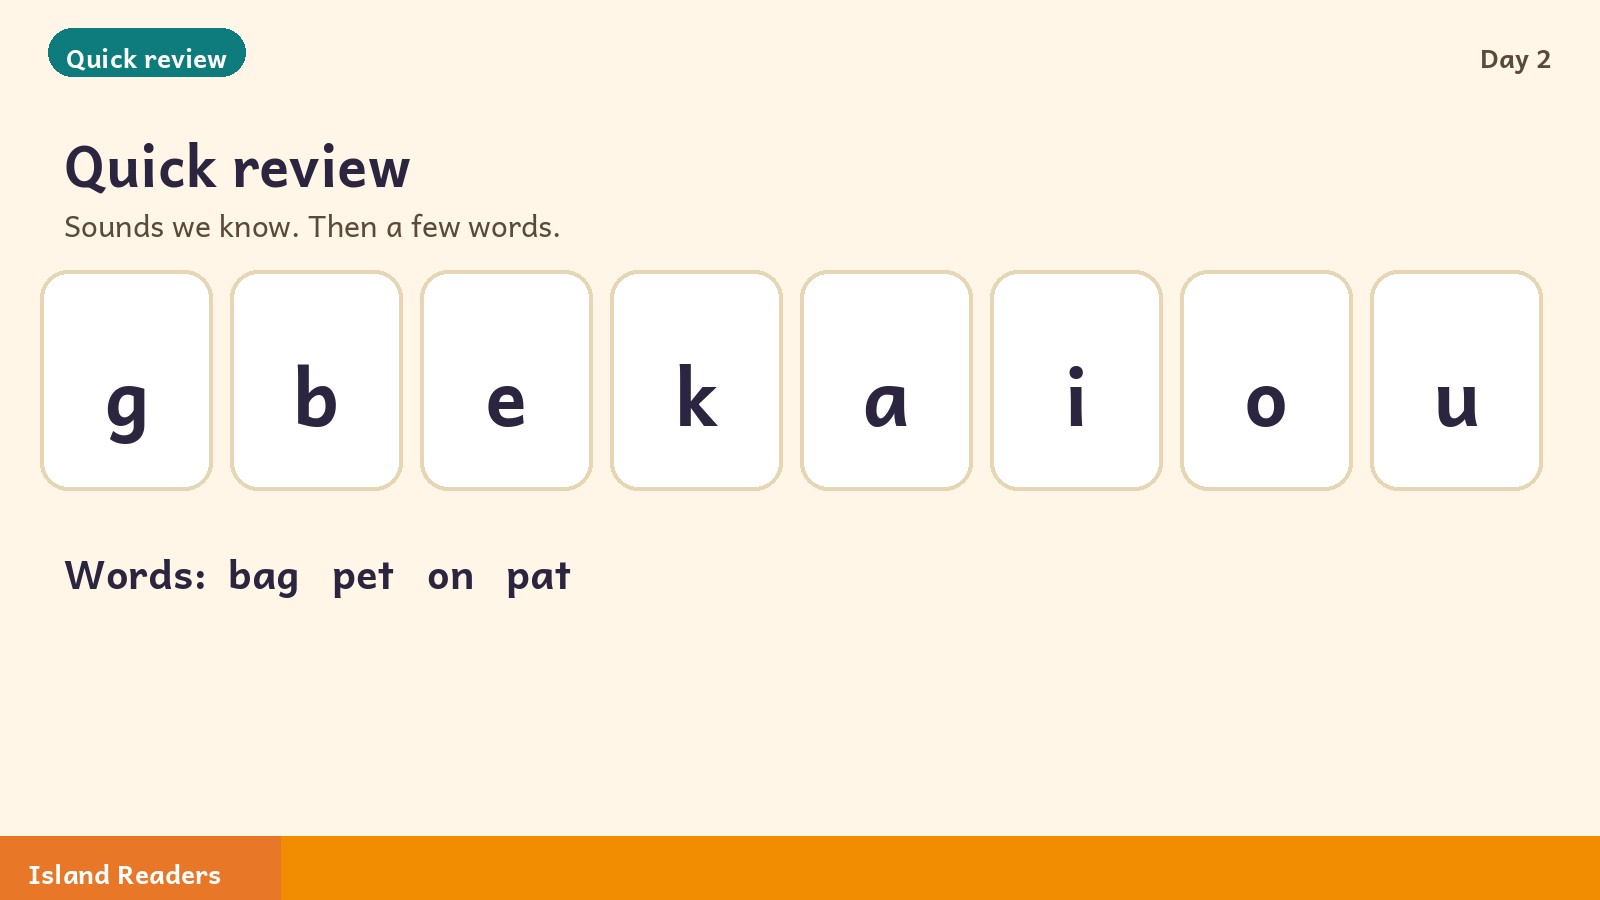 Quick review
Day 2
Quick review
Sounds we know. Then a few words.
g b e k a i o u
Words: bag pet on pat
Island Readers